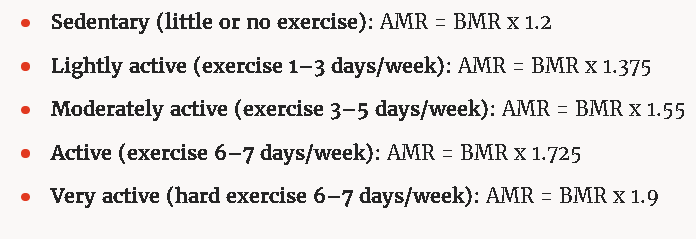 Sedentary (little or no exercise): AMR = BMR x 1.2
Lightly active (exercise 1–3 days/week): AMR = BMR x 1.375
Moderately active (exercise 3–5 days/week): AMR = BMR x 1.55
Active (exercise 6–7 days/week): AMR = BMR x 1.725
Very active (hard exercise 6–7 days/week): AMR = BMR x 1.9